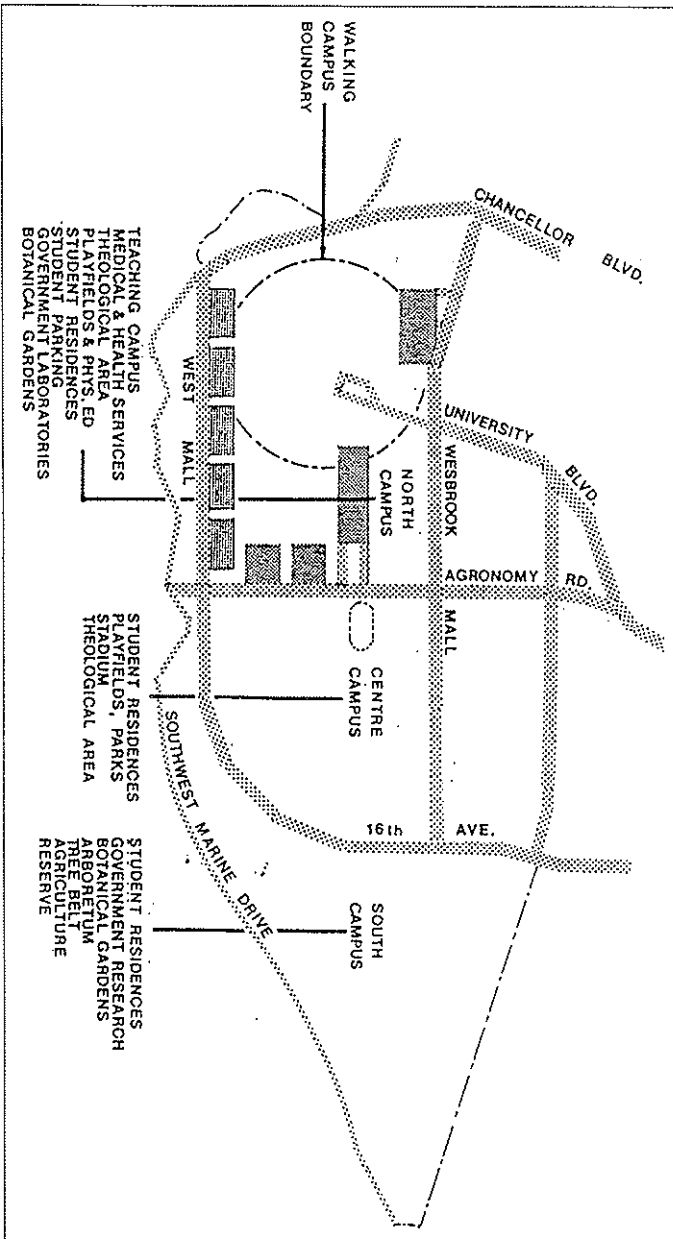 WALKING
CAMPUS
BOUNDARY
CHANCELLOR BLVD.
UNIVERSITY BLVD.
WESBROOK MALL
AGRONOMY RD.
WEST MALL
16th AVE.
SOUTHWEST MARINE DRIVE
NORTH
CAMPUS
TEACHING CAMPUS
MEDICAL & HEALTH SERVICES
THEOLOGICAL AREA
PLAYFIELDS & PHYS. ED
STUDENT RESIDENCES
STUDENT PARKING
GOVERNMENT LABORATORIES
BOTANICAL GARDENS
CENTRE
CAMPUS
STUDENT RESIDENCES
PLAYFIELDS, PARKS
STADIUM
THEOLOGICAL AREA
SOUTH
CAMPUS
STUDENT RESIDENCES
GOVERNMENT RESEARCH
BOTANICAL GARDENS
ARBORETUM
TREE BELT
AGRICULTURE
RESERVE